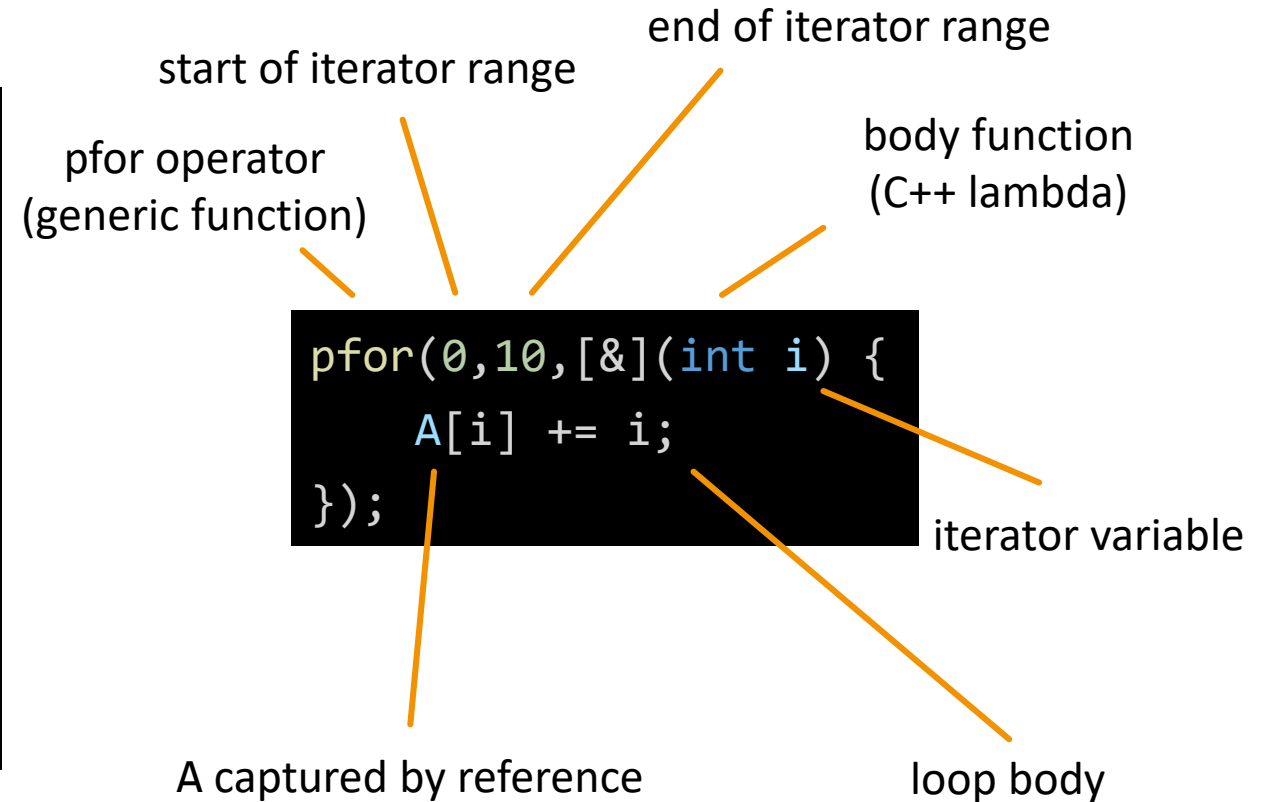 end of iterator range
start of iterator range
body function
(C++ lambda)
pfor operator
(generic function)
pfor(0,10,[&](int i) {
    A[i] += i;
});
iterator variable
A captured by reference
loop body